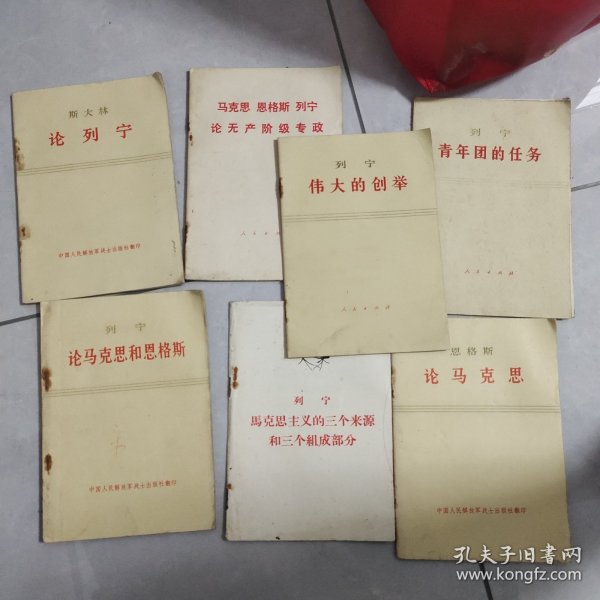 斯大林
论列宁
中国人民解放军战士出版社翻印
马克思 恩格斯 列宁
论无产阶级专政
人民出版
列宁
伟大的创举
人民出版社
列宁
青年团的任务
人民出版社
列宁
论马克思和恩格斯
中国人民解放军战士出版社翻印
列宁
馬克思主义的三个来源
和三个組成部分
恩格斯
论马克思
中国人民解放军战士出版社翻印
孔夫子旧书网
www.kongfz.com